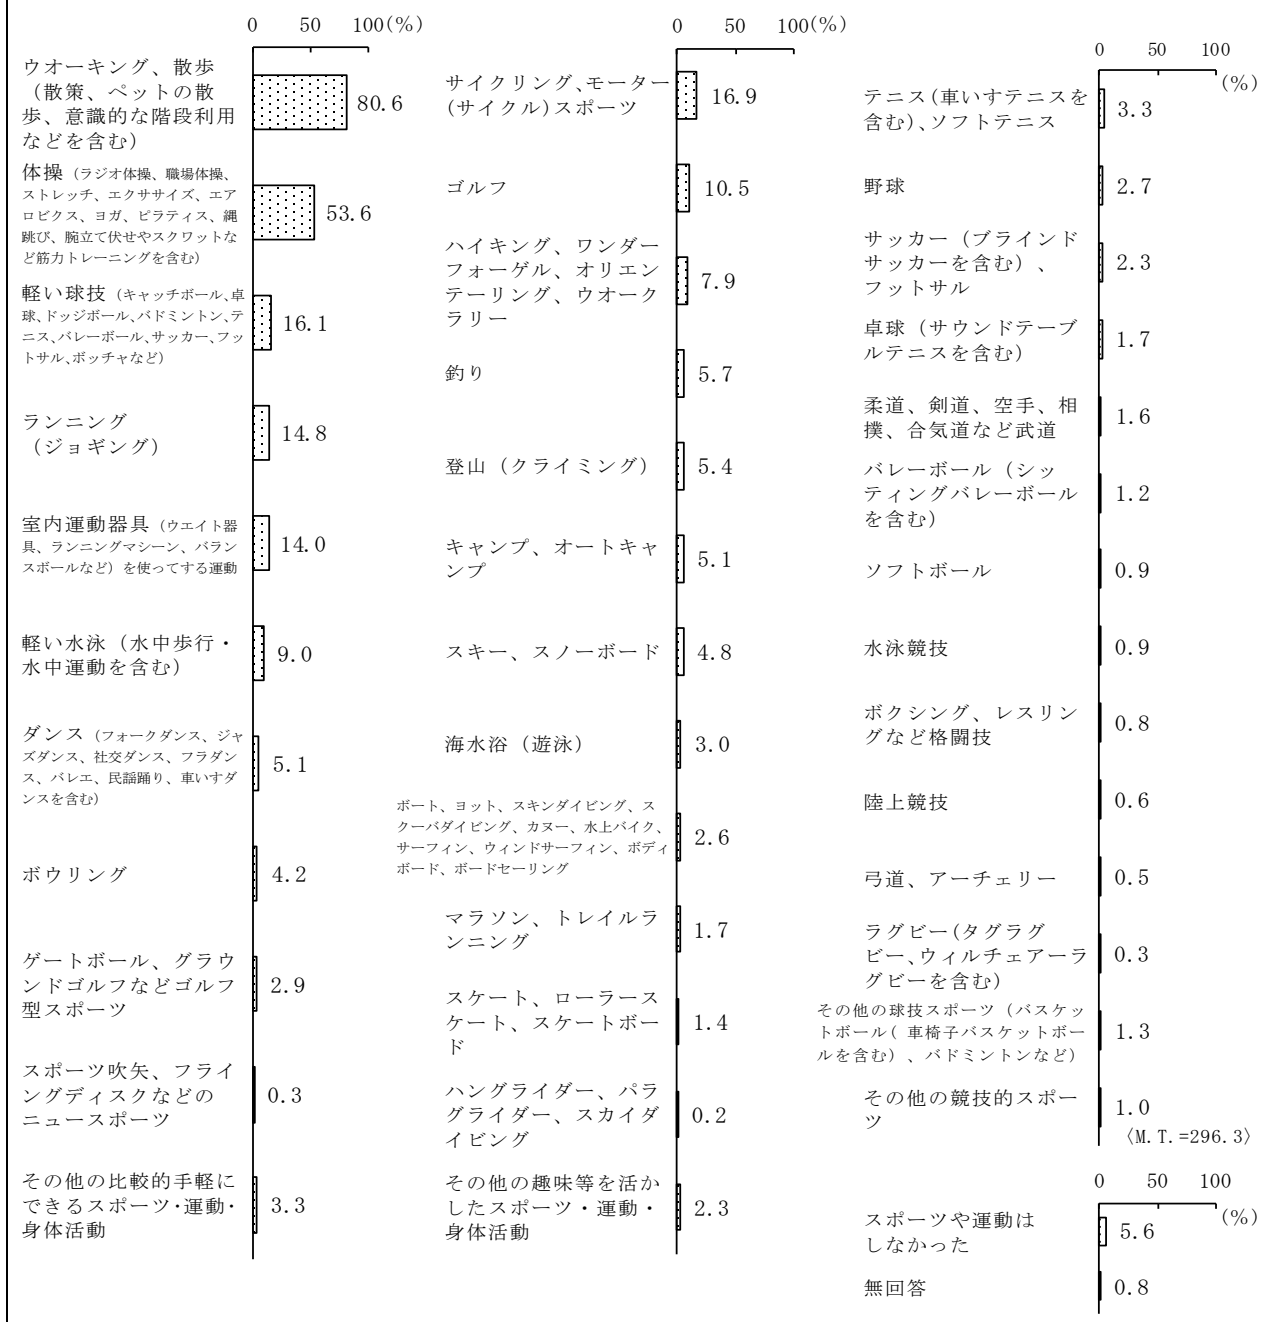 0 50 100(%)
ウオーキング、散歩
（散策、ペットの散
歩、意識的な階段利用
などを含む）
80.6
体操（ラジオ体操、職場体操、
ストレッチ、エクササイズ、エア
ロビクス、ヨガ、ピラティス、縄
跳び、腕立て伏せやスクワットな
ど筋力トレーニングを含む）
53.6
軽い球技（キャッチボール、卓
球、ドッジボール、バドミントン、テ
ニス、バレーボール、サッカー、フッ
トサル、ボッチャなど）
16.1
ランニング
（ジョギング）
14.8
室内運動器具（ウエイト器
具、ランニングマシーン、バラン
スボールなど）を使ってする運動
14.0
軽い水泳（水中歩行・
水中運動を含む）
9.0
ダンス（フォークダンス、ジャ
ズダンス、社交ダンス、フラダン
ス、バレエ、民謡踊り、車いすダ
ンスを含む）
5.1
ボウリング
4.2
ゲートボール、グラウ
ンドゴルフなどゴルフ
型スポーツ
2.9
スポーツ吹矢、フライ
ングディスクなどの
ニュースポーツ
0.3
その他の比較的手軽に
できるスポーツ・運動・
身体活動
3.3
0 50 100(%)
サイクリング、モーター
(サイクル)スポーツ
16.9
ゴルフ
10.5
ハイキング、ワンダー
フォーゲル、オリエン
テーリング、ウオーク
ラリー
7.9
釣り
5.7
登山（クライミング）
5.4
キャンプ、オートキャ
ンプ
5.1
スキー、スノーボード
4.8
海水浴（遊泳）
3.0
ボート、ヨット、スキンダイビング、ス
クーバダイビング、カヌー、水上バイク、
サーフィン、ウィンドサーフィン、ボディ
ボード、ボードセーリング
2.6
マラソン、トレイルラ
ンニング
1.7
スケート、ローラース
ケート、スケートボー
ド
1.4
ハングライダー、パラ
グライダー、スカイダ
イビング
0.2
その他の趣味等を活か
したスポーツ・運動・
身体活動
2.3
0 50 100
(%)
テニス(車いすテニスを
含む)、ソフトテニス
3.3
野球
2.7
サッカー（ブラインド
サッカーを含む）、
フットサル
2.3
卓球（サウンドテーブ
ルテニスを含む）
1.7
柔道、剣道、空手、相
撲、合気道など武道
1.6
バレーボール（シッ
ティングバレーボール
を含む）
1.2
ソフトボール
0.9
水泳競技
0.9
ボクシング、レスリン
グなど格闘技
0.8
陸上競技
0.6
弓道、アーチェリー
0.5
ラグビー(タグラグ
ビー、ウィルチェアーラ
グビーを含む)
0.3
その他の球技スポーツ（バスケッ
トボール( 車椅子バスケットボー
ルを含む）、バドミントンなど）
1.3
その他の競技的スポー
ツ
1.0
〈M.T.=296.3〉
0 50 100
(%)
スポーツや運動は
しなかった
5.6
無回答
0.8